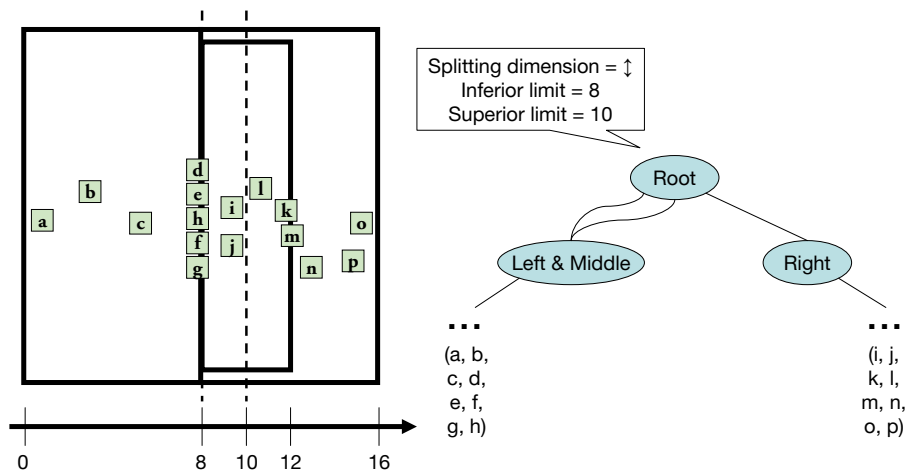 Splitting dimension = ↕
Inferior limit = 8
Superior limit = 10
d
l
b
e
i
k
a
c
h
o
f
j
m
g
n
p
Root
Left & Middle
Right
...
...
(a, b,
c, d,
e, f,
g, h)
(i, j,
k, l,
m, n,
o, p)
0
8
10
12
16